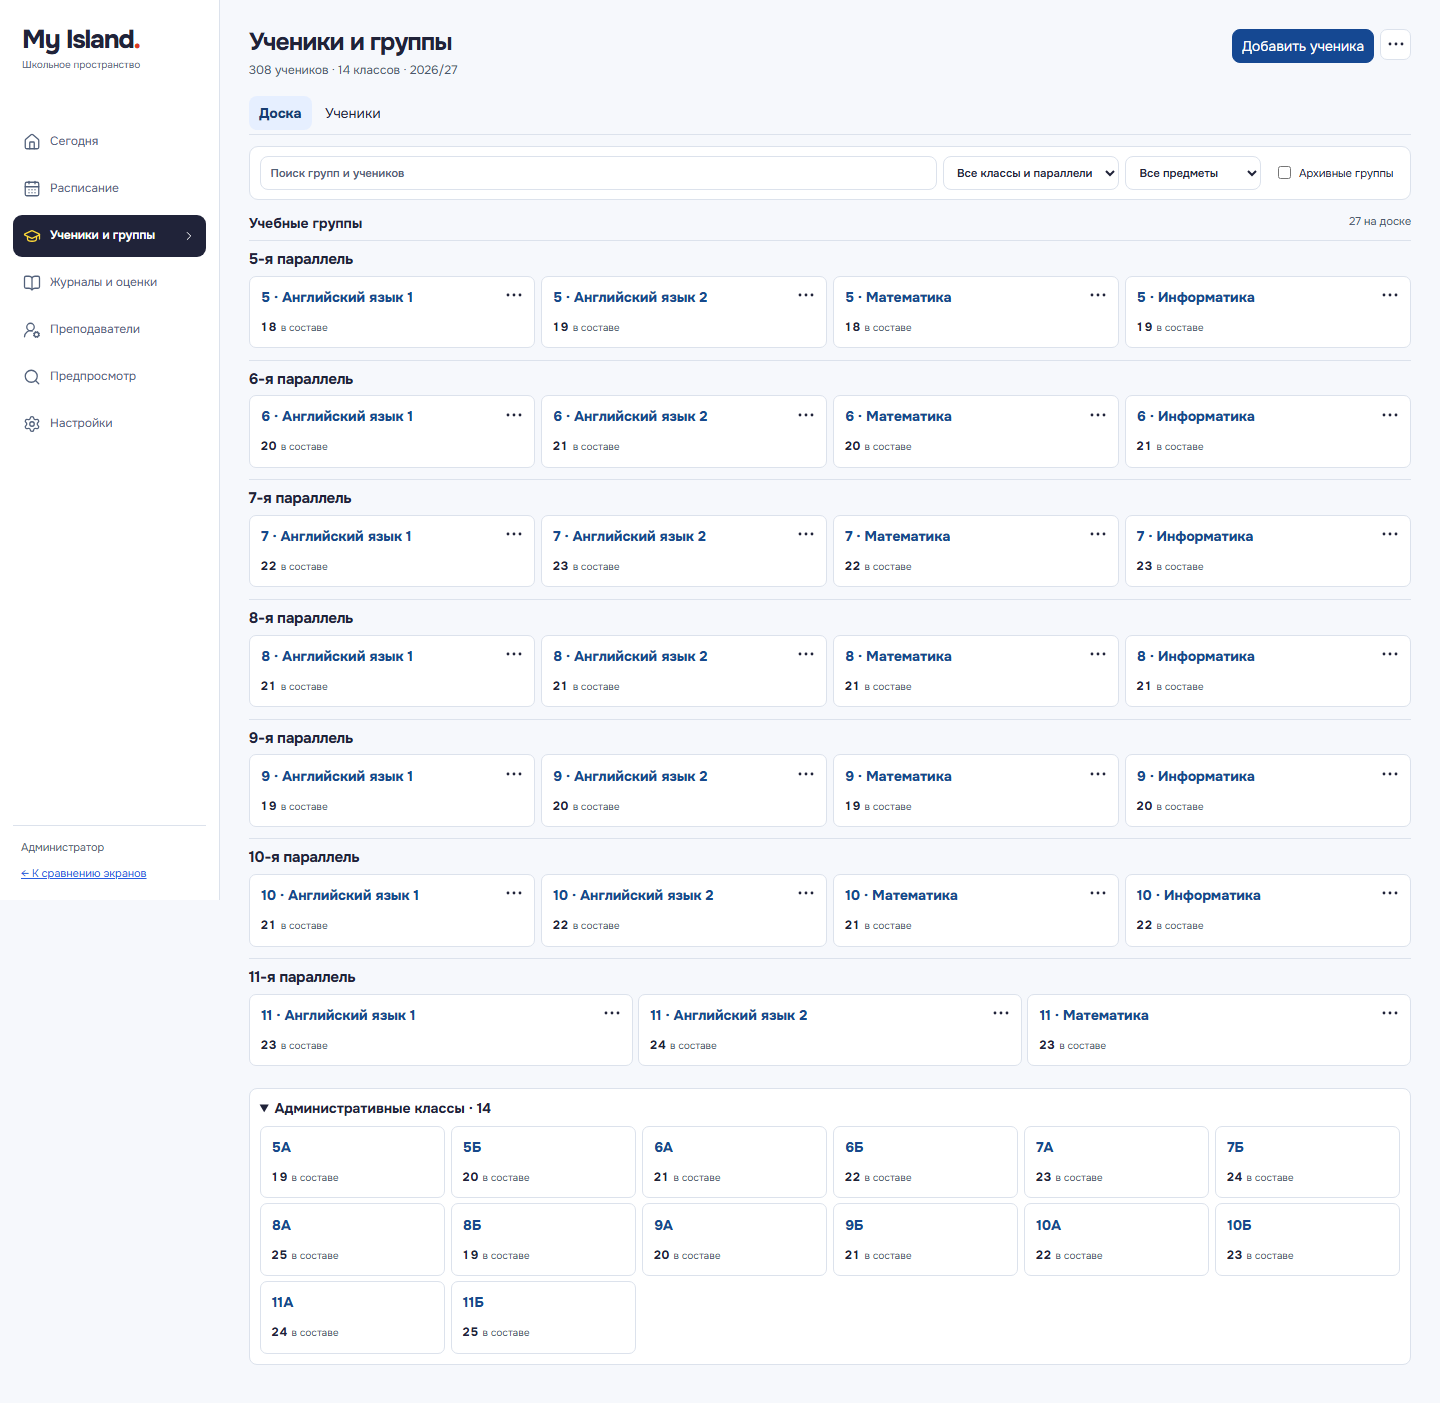 My Island.
Школьное пространство
Сегодня
Расписание
Ученики и группы
Журналы и оценки
Преподаватели
Предпросмотр
Настройки
Администратор
← К сравнению экранов
Ученики и группы
308 учеников · 14 классов · 2026/27
Добавить ученика
Доска Ученики
Поиск групп и учеников Все классы и параллели Все предметы Архивные группы
Учебные группы 27 на доске
5-я параллель
5 · Английский язык 1 5 · Английский язык 2 5 · Математика 5 · Информатика
18 в составе 19 в составе 18 в составе 19 в составе
6-я параллель
6 · Английский язык 1 6 · Английский язык 2 6 · Математика 6 · Информатика
20 в составе 21 в составе 20 в составе 21 в составе
7-я параллель
7 · Английский язык 1 7 · Английский язык 2 7 · Математика 7 · Информатика
22 в составе 23 в составе 22 в составе 23 в составе
8-я параллель
8 · Английский язык 1 8 · Английский язык 2 8 · Математика 8 · Информатика
21 в составе 21 в составе 21 в составе 21 в составе
9-я параллель
9 · Английский язык 1 9 · Английский язык 2 9 · Математика 9 · Информатика
19 в составе 20 в составе 19 в составе 20 в составе
10-я параллель
10 · Английский язык 1 10 · Английский язык 2 10 · Математика 10 · Информатика
21 в составе 22 в составе 21 в составе 22 в составе
11-я параллель
11 · Английский язык 1 11 · Английский язык 2 11 · Математика
23 в составе 24 в составе 23 в составе
Административные классы · 14
5А 5Б 6А 6Б 7А 7Б
19 в составе 20 в составе 21 в составе 22 в составе 23 в составе 24 в составе
8А 8Б 9А 9Б 10А 10Б
25 в составе 19 в составе 20 в составе 21 в составе 22 в составе 23 в составе
11А 11Б
24 в составе 25 в составе